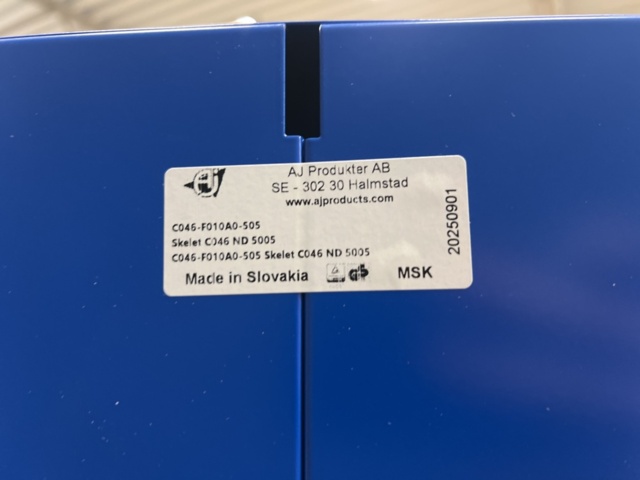 AJ Produkter AB
SE - 302 30 Halmstad
www.ajproducts.com
C046-F010A0-505
Skelet C046 ND 5005
C046-F010A0-505 Skelet C046 ND 5005
Made in Slovakia GS MSK
20250901